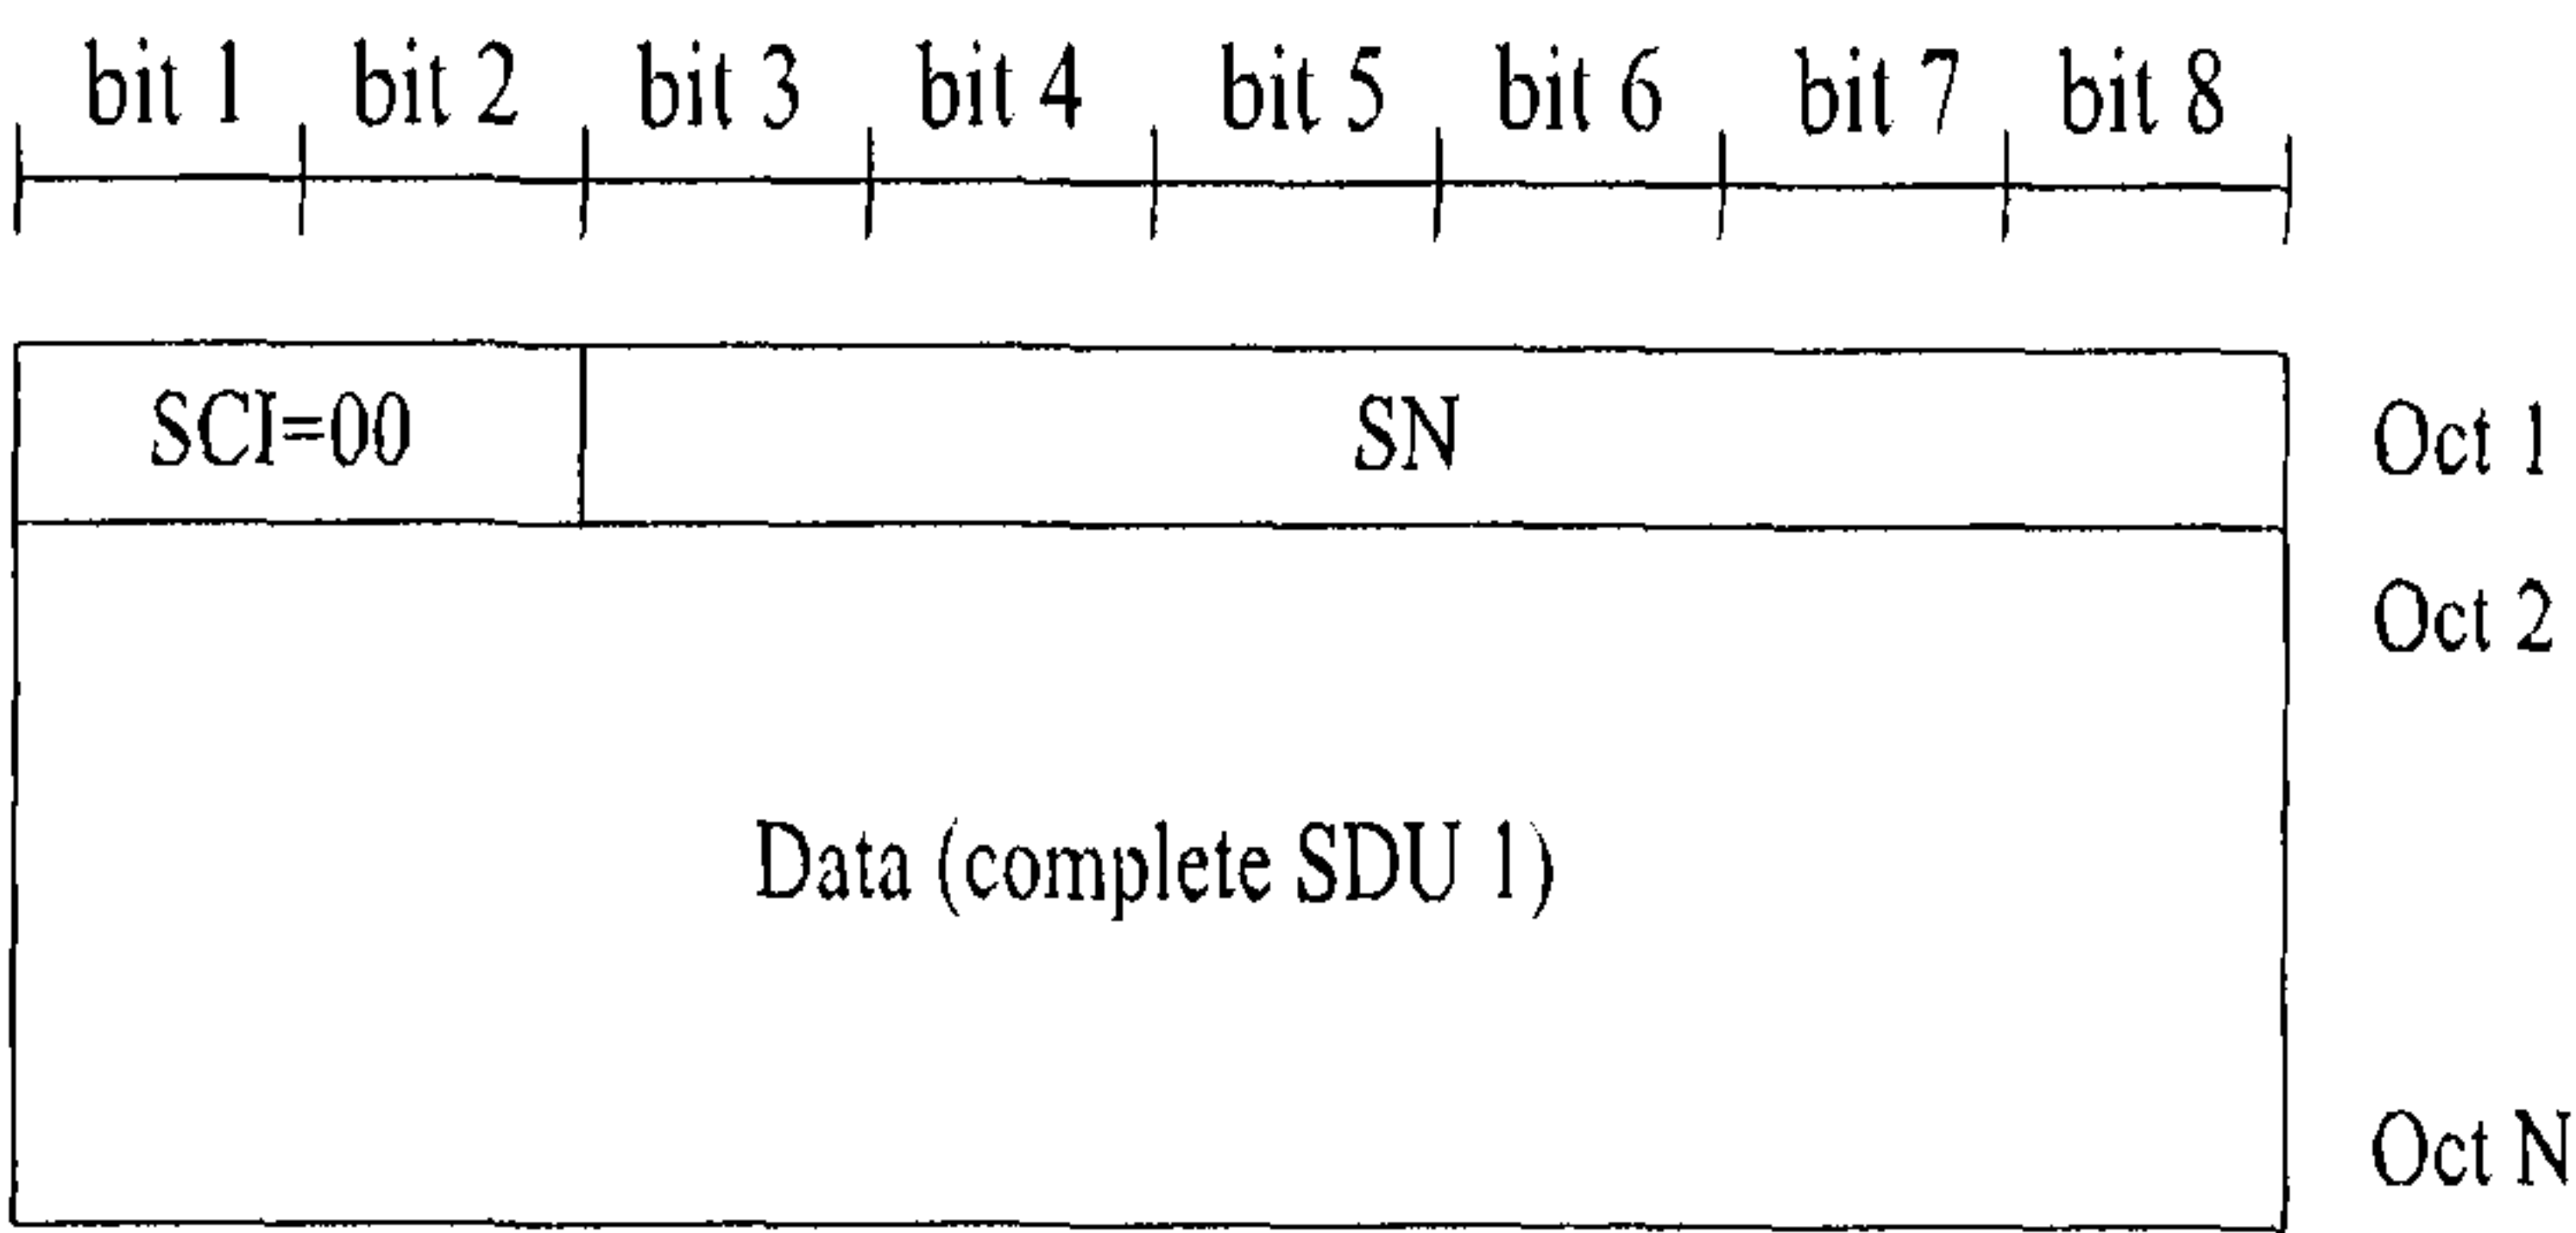 bit 1 bit 2 bit 3 bit 4 bit 5 bit 6 bit 7 bit 8
SCI=00 SN Oct 1
Oct 2
Data (complete SDU 1)
Oct N